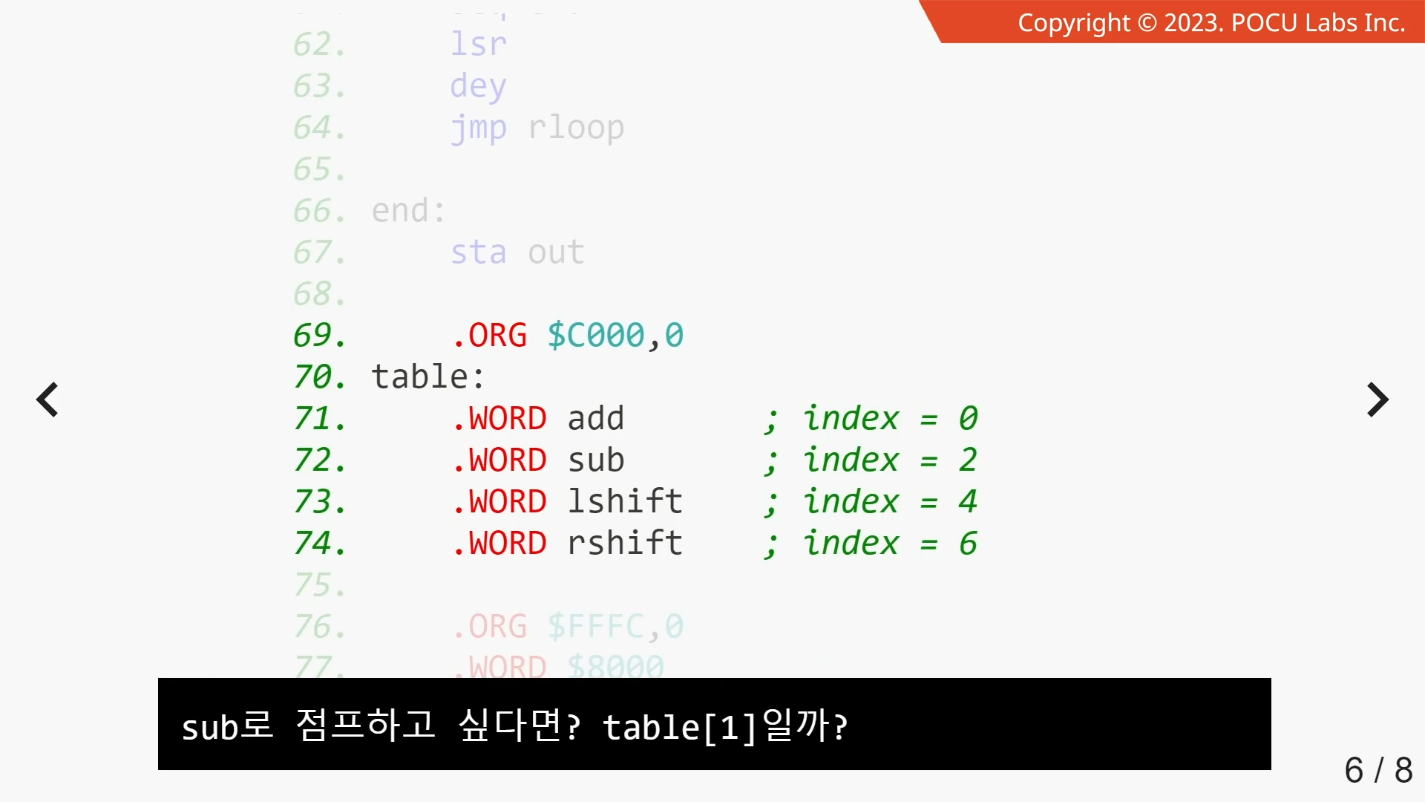 Copyright © 2023. POCU Labs Inc.
62. lsr
63. dey
64. jmp rloop
65.
66. end:
67. sta out
68.
69. .ORG $C000,0
70. table:
71. .WORD add ; index = 0
72. .WORD sub ; index = 2
73. .WORD lshift ; index = 4
74. .WORD rshift ; index = 6
75.
76. .ORG $FFFC,0
77. .WORD $8000
sub로 점프하고 싶다면? table[1]일까?
6 / 8